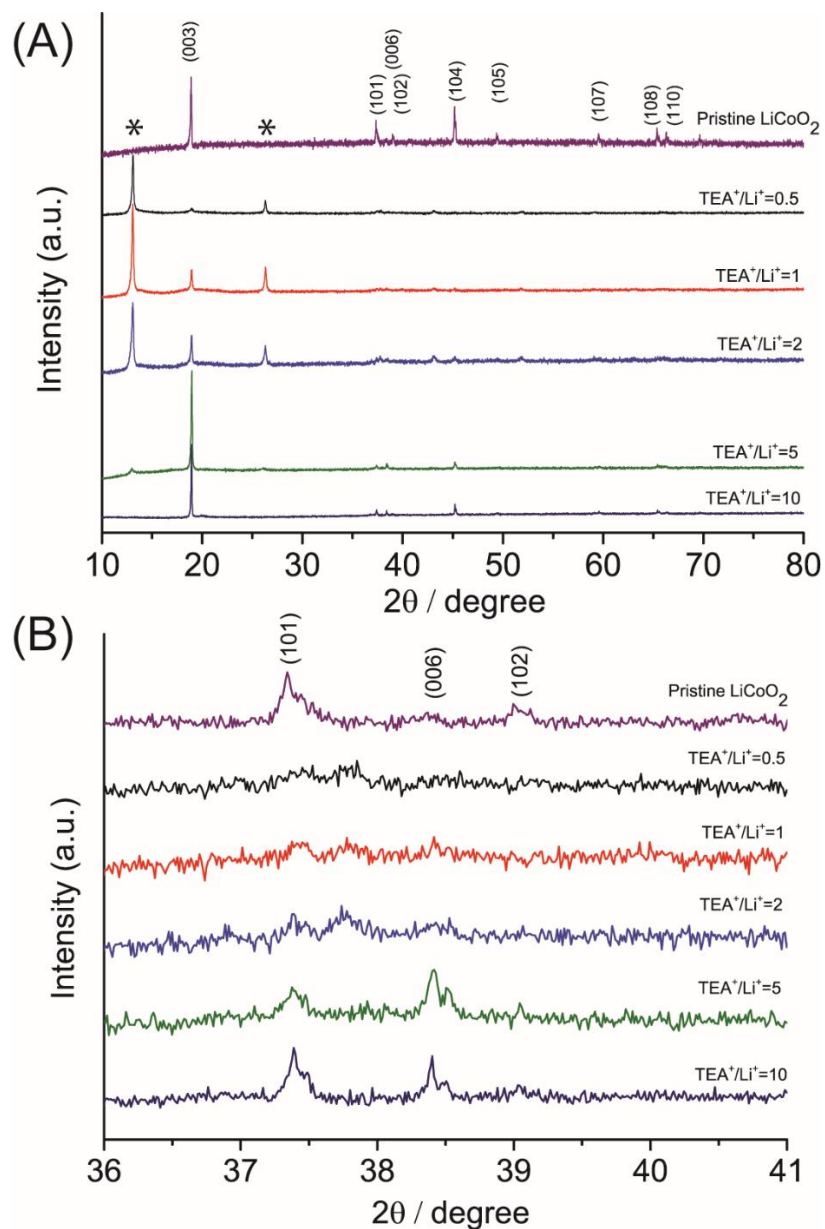 (A)
(003)
(101)
(006)
(102)
(104)
(105)
(107)
(108)
(110)
Pristine LiCoO₂
*
*
TEA⁺/Li⁺=0.5
TEA⁺/Li⁺=1
TEA⁺/Li⁺=2
TEA⁺/Li⁺=5
TEA⁺/Li⁺=10
Intensity (a.u.)
10 20 30 40 50 60 70 80
2θ / degree
(B)
(101)
(006)
(102)
Pristine LiCoO₂
TEA⁺/Li⁺=0.5
TEA⁺/Li⁺=1
TEA⁺/Li⁺=2
TEA⁺/Li⁺=5
TEA⁺/Li⁺=10
Intensity (a.u.)
36 37 38 39 40 41
2θ / degree